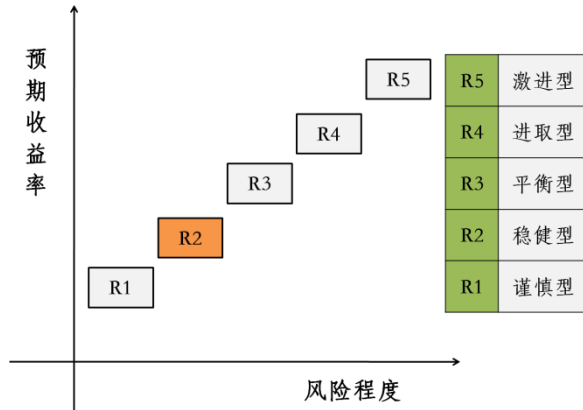 预期收益率
R5
R4
R3
R2
R1
风险程度
R5 激进型
R4 进取型
R3 平衡型
R2 稳健型
R1 谨慎型